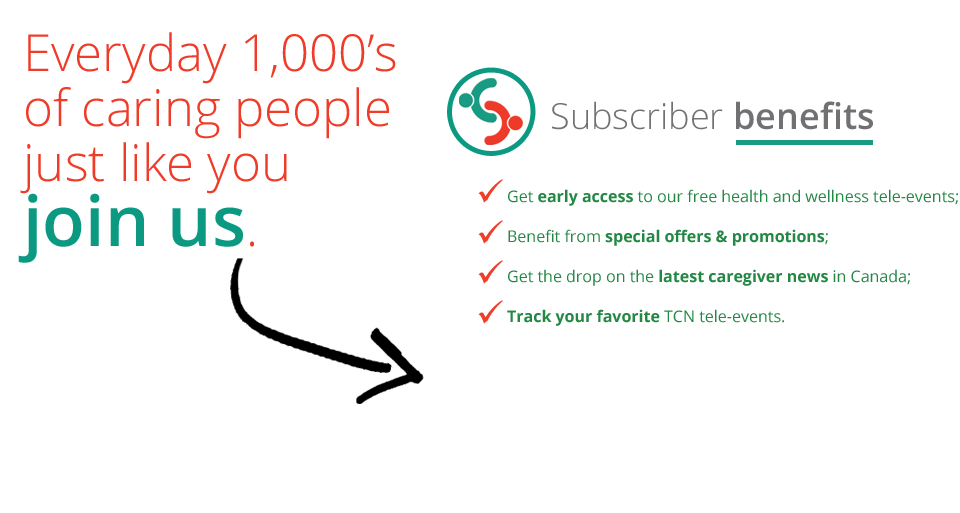 Everyday 1,000’s
of caring people
just like you
join us.
Subscriber benefits
Get early access to our free health and wellness tele-events;
Benefit from special offers & promotions;
Get the drop on the latest caregiver news in Canada;
Track your favorite TCN tele-events.